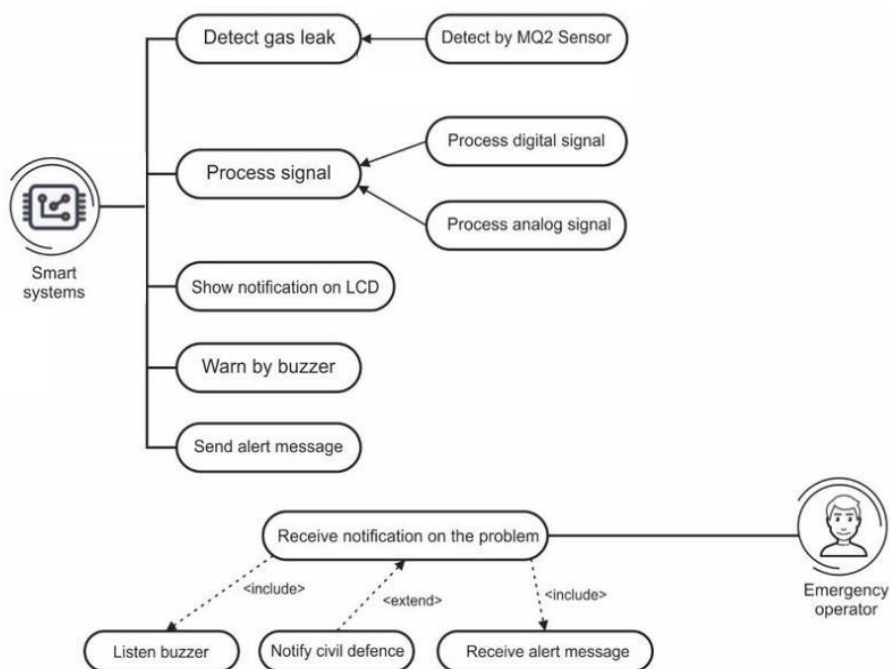 Detect gas leak
Detect by MQ2 Sensor
Process digital signal
Process signal
Process analog signal
Smart
systems
Show notification on LCD
Warn by buzzer
Send alert message
Receive notification on the problem
Emergency
operator
<include>
<extend>
<include>
Listen buzzer
Notify civil defence
Receive alert message